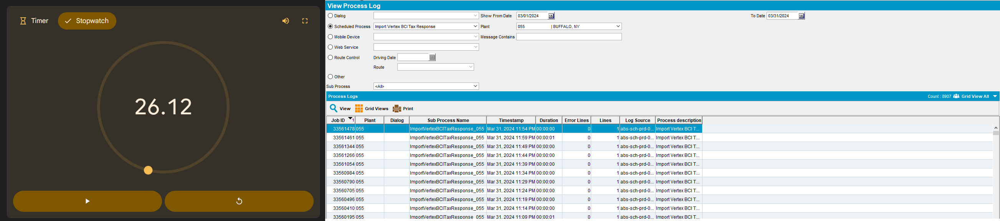 Timer
Stopwatch
26.12
View Process Log
Dialog
Show From Date 03/01/2024 16
To Date 03/31/2024 16
Scheduled Process Import Vertex BCI Tax Response
Plant 055 | BUFFALO, NY
Mobile Device
Message Contains
Web Service
Route Control
Driving Date 16
Route
Other
Sub Process <All>
Process Logs
Count : 8907 Grid View All
View Grid Views Print
Job ID 1 Plant Dialog Sub Process Name Timestamp Duration Error Lines Lines Log Source Process description
33561478 055 ImportVertexBCITaxResponse_055 Mar 31, 2024 11:54 PM 00:00:00 0 1 abs-sch-prd-0... Import Vertex BCI T...
33561461 055 ImportVertexBCITaxResponse_055 Mar 31, 2024 11:59 PM 00:00:01 0 1 abs-sch-prd-0... Import Vertex BCI T...
33561344 055 ImportVertexBCITaxResponse_055 Mar 31, 2024 11:49 PM 00:00:00 0 1 abs-sch-prd-0... Import Vertex BCI T...
33561266 055 ImportVertexBCITaxResponse_055 Mar 31, 2024 11:44 PM 00:00:00 0 1 abs-sch-prd-0... Import Vertex BCI T...
33561054 055 ImportVertexBCITaxResponse_055 Mar 31, 2024 11:39 PM 00:00:00 0 1 abs-sch-prd-0... Import Vertex BCI T...
33560984 055 ImportVertexBCITaxResponse_055 Mar 31, 2024 11:34 PM 00:00:00 0 1 abs-sch-prd-0... Import Vertex BCI T...
33560790 055 ImportVertexBCITaxResponse_055 Mar 31, 2024 11:29 PM 00:00:00 0 1 abs-sch-prd-0... Import Vertex BCI T...
33560705 055 ImportVertexBCITaxResponse_055 Mar 31, 2024 11:24 PM 00:00:00 0 1 abs-sch-prd-0... Import Vertex BCI T...
33560496 055 ImportVertexBCITaxResponse_055 Mar 31, 2024 11:19 PM 00:00:00 0 1 abs-sch-prd-0... Import Vertex BCI T...
33560410 055 ImportVertexBCITaxResponse_055 Mar 31, 2024 11:14 PM 00:00:00 0 1 abs-sch-prd-0... Import Vertex BCI T...
33560195 055 ImportVertexBCITaxResponse_055 Mar 31, 2024 11:09 PM 00:00:01 0 1 abs-sch-prd-0... Import Vertex BCI T...